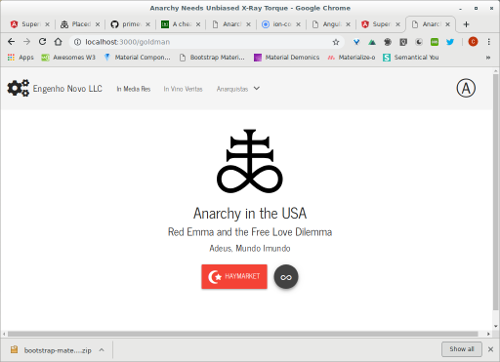 Anarchy Needs Unbiased X-Ray Torque - Google Chrome
Super
Placei
prime
A che
Anarc
ion-co
Angul
Super
Anarc
localhost:3000/goldman
Apps
Awesomes W3
Material Compon...
Bootstrap Materi...
Material Demonics
Materialize-o
Semantical You
»
Engenho Novo LLC
In Media Res
In Vino Veritas
Anarquistas
A
Anarchy in the USA
Red Emma and the Free Love Dilemma
Adeus, Mundo Imundo
HAYMARKET
bootstrap-mate....zip
Show all